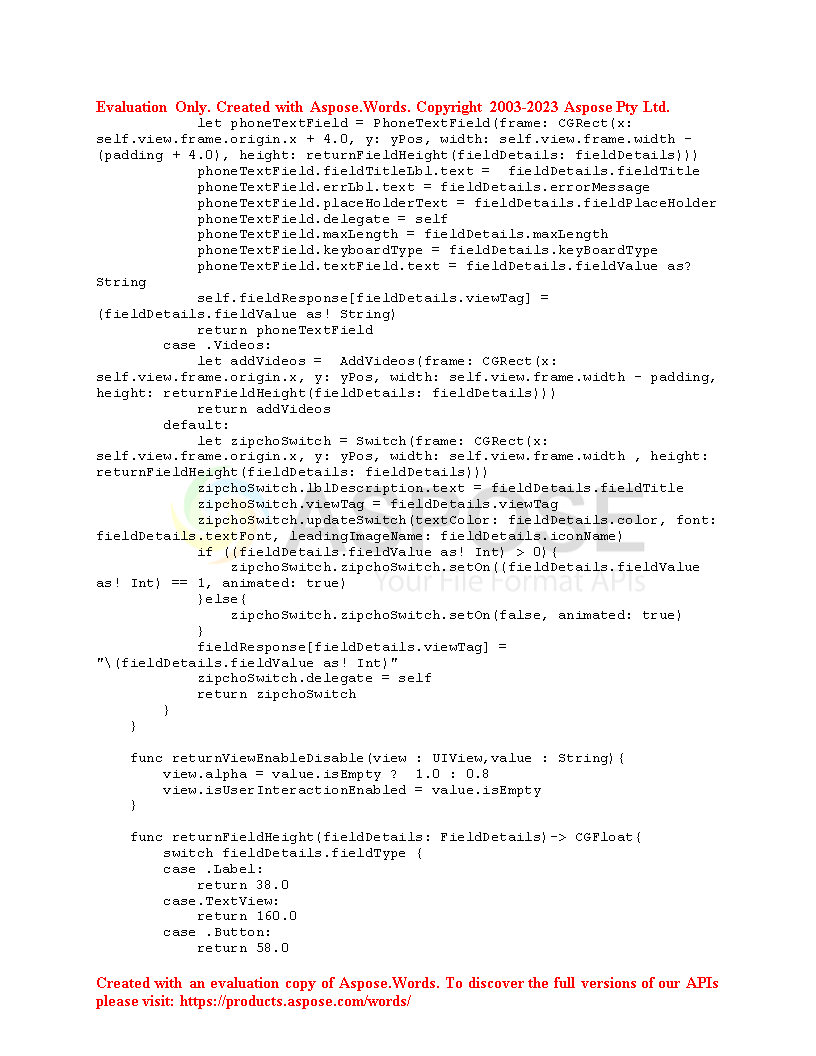 Evaluation Only. Created with Aspose.Words. Copyright 2003-2023 Aspose Pty Ltd.
            let phoneTextField = PhoneTextField(frame: CGRect(x:
self.view.frame.origin.x + 4.0, y: yPos, width: self.view.frame.width -
(padding + 4.0), height: returnFieldHeight(fieldDetails: fieldDetails)))
            phoneTextField.fieldTitleLbl.text =  fieldDetails.fieldTitle
            phoneTextField.errLbl.text = fieldDetails.errorMessage
            phoneTextField.placeHolderText = fieldDetails.fieldPlaceHolder
            phoneTextField.delegate = self
            phoneTextField.maxLength = fieldDetails.maxLength
            phoneTextField.keyboardType = fieldDetails.keyBoardType
            phoneTextField.textField.text = fieldDetails.fieldValue as?
String
            self.fieldResponse[fieldDetails.viewTag] =
(fieldDetails.fieldValue as! String)
            return phoneTextField
        case .Videos:
            let addVideos =  AddVideos(frame: CGRect(x:
self.view.frame.origin.x, y: yPos, width: self.view.frame.width - padding,
height: returnFieldHeight(fieldDetails: fieldDetails)))
            return addVideos
        default:
            let zipchoSwitch = Switch(frame: CGRect(x:
self.view.frame.origin.x, y: yPos, width: self.view.frame.width , height:
returnFieldHeight(fieldDetails: fieldDetails)))
            zipchoSwitch.lblDescription.text = fieldDetails.fieldTitle
            zipchoSwitch.viewTag = fieldDetails.viewTag
            zipchoSwitch.updateSwitch(textColor: fieldDetails.color, font:
fieldDetails.textFont, leadingImageName: fieldDetails.iconName)
            if ((fieldDetails.fieldValue as! Int) > 0){
                zipchoSwitch.zipchoSwitch.setOn((fieldDetails.fieldValue
as! Int) == 1, animated: true)
            }else{
                zipchoSwitch.zipchoSwitch.setOn(false, animated: true)
            }
            fieldResponse[fieldDetails.viewTag] =
"\(fieldDetails.fieldValue as! Int)"
            zipchoSwitch.delegate = self
            return zipchoSwitch
        }
    }
    func returnViewEnableDisable(view : UIView,value : String){
        view.alpha = value.isEmpty ?  1.0 : 0.8
        view.isUserInteractionEnabled = value.isEmpty
    }
    func returnFieldHeight(fieldDetails: FieldDetails)-> CGFloat{
        switch fieldDetails.fieldType {
        case .Label:
            return 38.0
        case.TextView:
            return 160.0
        case .Button:
            return 58.0
ASPOSE
Your File Format APIs
Created with an evaluation copy of Aspose.Words. To discover the full versions of our APIs
please visit: https://products.aspose.com/words/